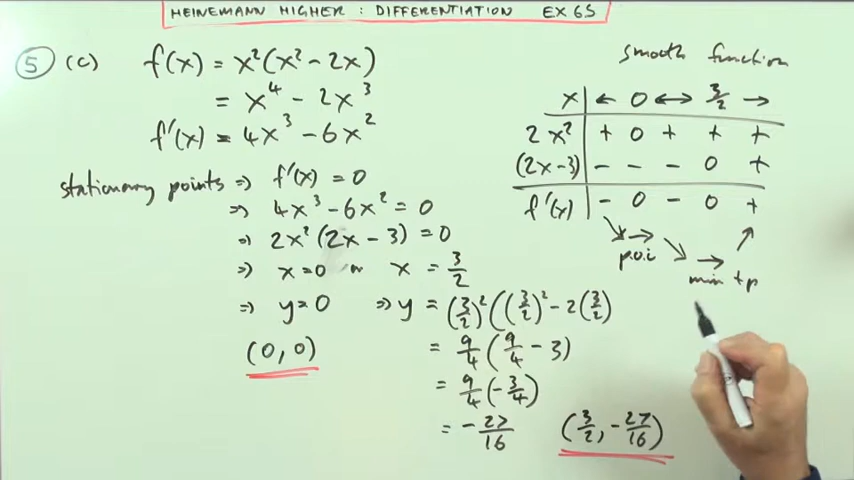 HEINEMANN HIGHER : DIFFERENTIATION EX 6S
5 (c) f(x) = x²(x² − 2x)
= x⁴ − 2x³
f'(x) = 4x³ − 6x²
stationary points ⇒ f'(x) = 0
⇒ 4x³ − 6x² = 0
⇒ 2x²(2x − 3) = 0
⇒ x = 0 or x = 3/2
⇒ y = 0 ⇒ y = (3/2)²((3/2)² − 2(3/2))
(0, 0) = 9/4(9/4 − 3)
= 9/4(−3/4)
= −27/16 (3/2, −27/16)
smooth function
x ← 0 ↔ 3/2 →
2x² + 0 + + +
(2x−3) − − − 0 +
f'(x) − 0 − 0 +
↘ → ↘ → ↗
p.o.i min tp